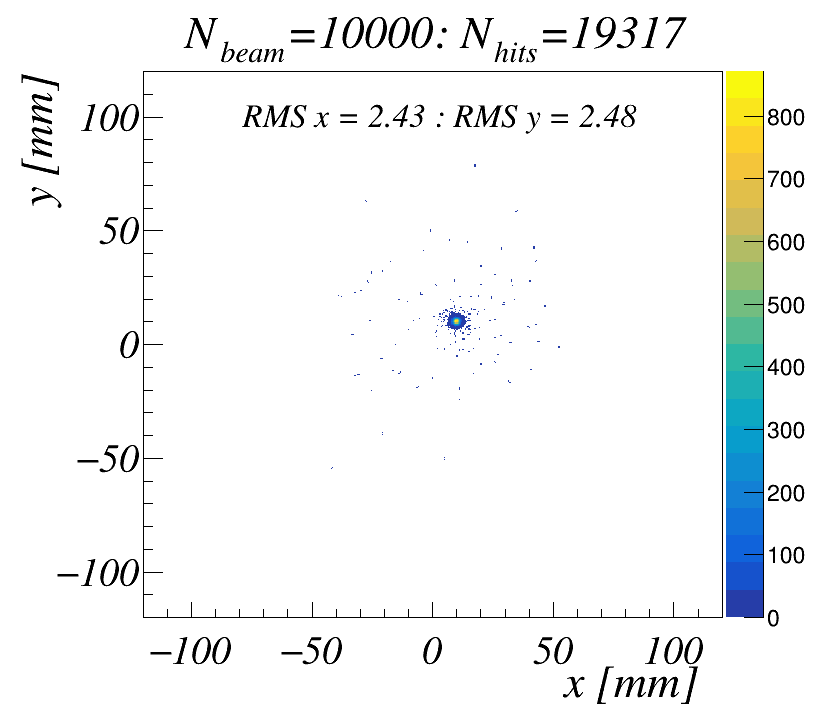 N_beam=10000: N_hits=19317
RMS x = 2.43 : RMS y = 2.48
y [mm]
100
50
0
−50
−100
−100 −50 0 50 100
x [mm]
800
700
600
500
400
300
200
100
0